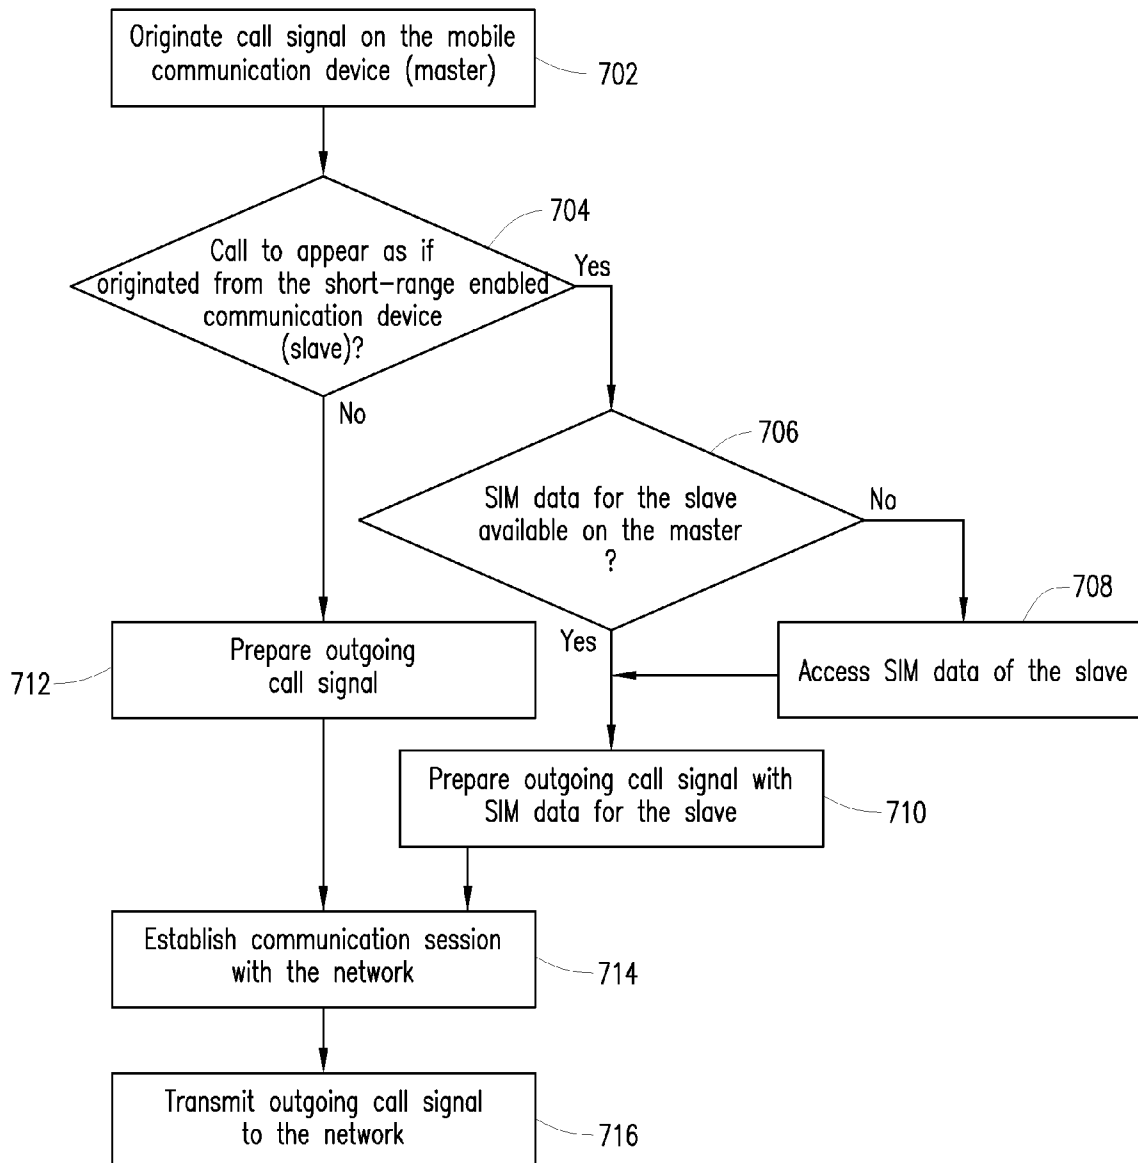 Originate call signal on the mobile
communication device (master)
702
704
Call to appear as if
originated from the short-range enabled
communication device
(slave)?
Yes
No
706
SIM data for the slave
available on the master
?
No
Yes
708
Access SIM data of the slave
Prepare outgoing
call signal
712
Prepare outgoing call signal with
SIM data for the slave
710
Establish communication session
with the network
714
Transmit outgoing call signal
to the network
716